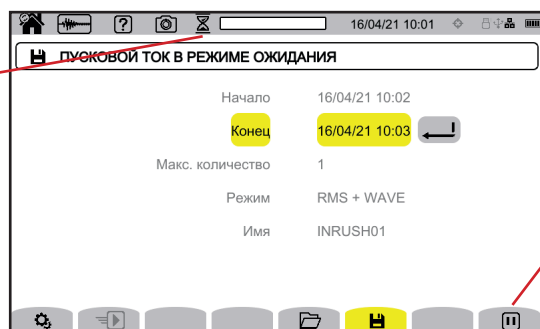 16/04/21 10:01
ПУСКОВОЙ ТОК В РЕЖИМЕ ОЖИДАНИЯ
Начало 16/04/21 10:02
Конец 16/04/21 10:03
Макс. количество 1
Режим RMS + WAVE
Имя INRUSH01